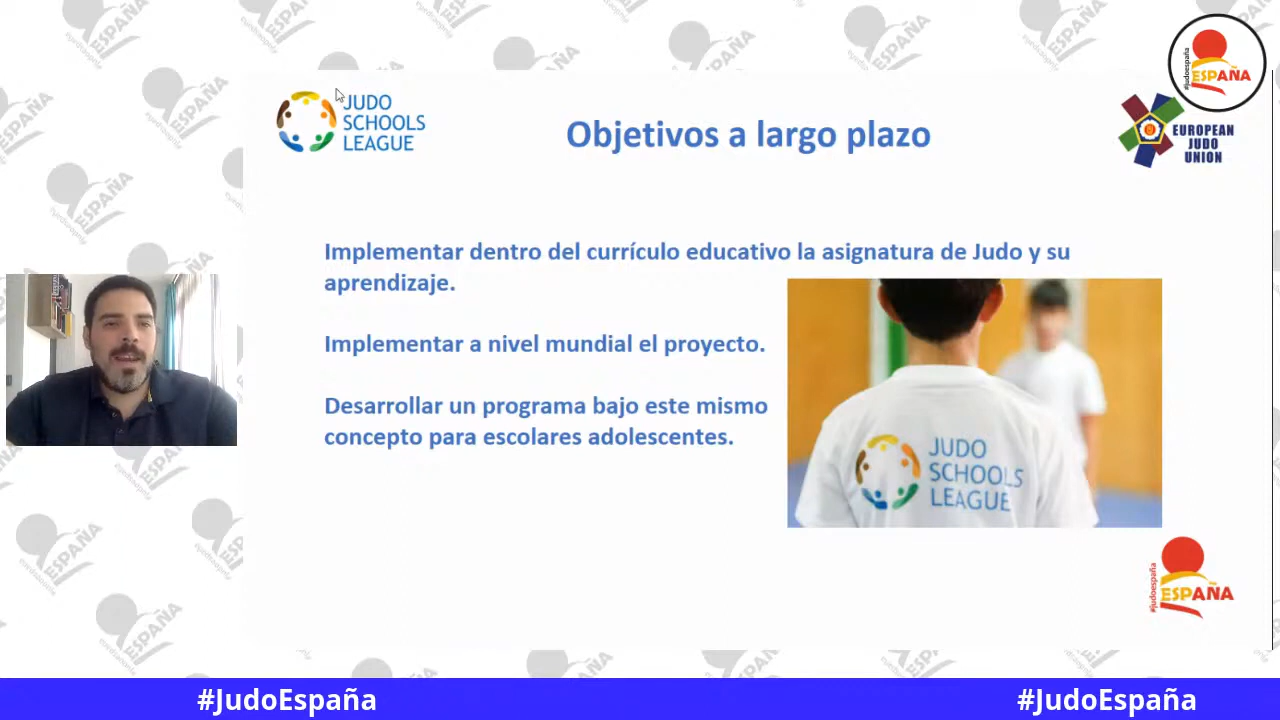 #judoespaña
ESPAÑA
JUDO
SCHOOLS
LEAGUE
Objetivos a largo plazo
EUROPEAN
JUDO
UNION
Implementar dentro del currículo educativo la asignatura de Judo y su
aprendizaje.
Implementar a nivel mundial el proyecto.
Desarrollar un programa bajo este mismo
concepto para escolares adolescentes.
JUDO
SCHOOLS
LEAGUE
#judoespaña
ESPAÑA
#JudoEspaña
#JudoEspaña